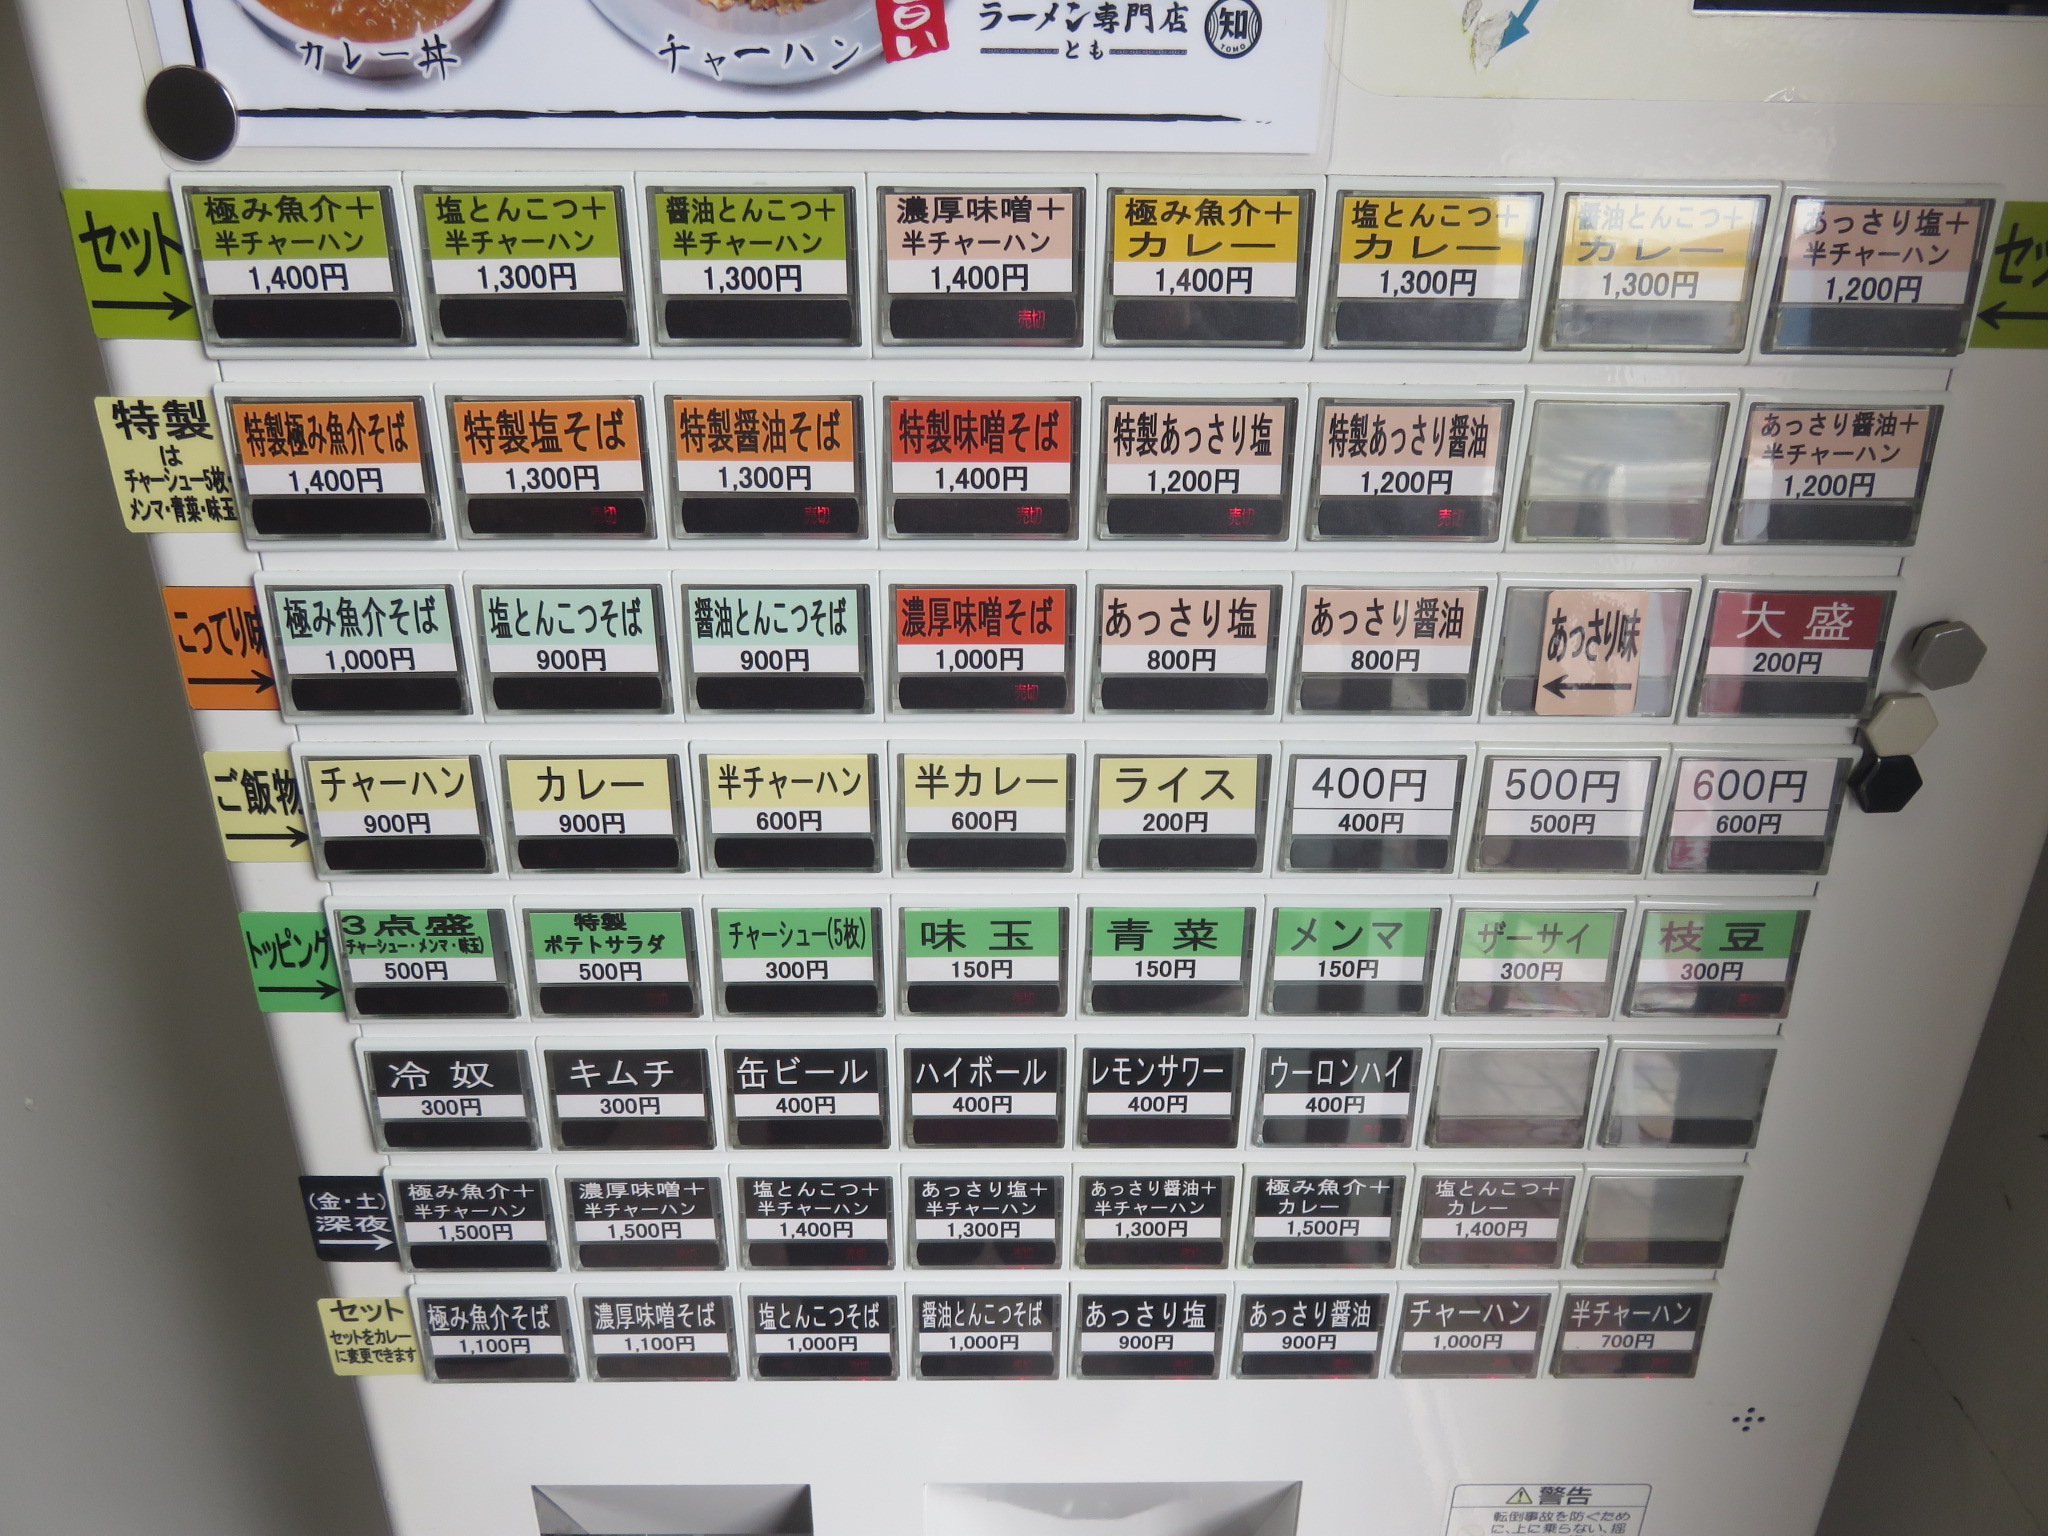 カレー丼
チャーハン
旨い
ラーメン専門店
とも
知
TOMO
セット
極み魚介＋
半チャーハン
1,400円
塩とんこつ＋
半チャーハン
1,300円
醤油とんこつ＋
半チャーハン
1,300円
濃厚味噌＋
半チャーハン
1,400円
売切
極み魚介＋
カレー
1,400円
塩とんこつ＋
カレー
1,300円
醤油とんこつ＋
カレー
1,300円
あっさり塩＋
半チャーハン
1,200円
特製
は
チャーシュー5枚・
メンマ・青菜・味玉
特製極み魚介そば
1,400円
特製塩そば
1,300円
売切
特製醤油そば
1,300円
売切
特製味噌そば
1,400円
売切
特製あっさり塩
1,200円
売切
特製あっさり醤油
1,200円
売切
あっさり醤油＋
半チャーハン
1,200円
こってり味
極み魚介そば
1,000円
塩とんこつそば
900円
醤油とんこつそば
900円
濃厚味噌そば
1,000円
売切
あっさり塩
800円
あっさり醤油
800円
あっさり味
大盛
200円
ご飯物
チャーハン
900円
カレー
900円
半チャーハン
600円
半カレー
600円
ライス
200円
400円
400円
500円
500円
600円
600円
トッピング
3点盛
(チャーシュー・メンマ・味玉)
500円
特製
ポテトサラダ
500円
チャーシュー(5枚)
300円
味玉
150円
青菜
150円
メンマ
150円
ザーサイ
300円
枝豆
300円
冷奴
300円
キムチ
300円
缶ビール
400円
ハイボール
400円
レモンサワー
400円
ウーロンハイ
400円
(金・土)
深夜
極み魚介＋
半チャーハン
1,500円
濃厚味噌＋
半チャーハン
1,500円
塩とんこつ＋
半チャーハン
1,400円
あっさり塩＋
半チャーハン
1,300円
あっさり醤油＋
半チャーハン
1,300円
極み魚介＋
カレー
1,500円
塩とんこつ＋
カレー
1,400円
セット
セットをカレー
に変更できます
極み魚介そば
1,100円
濃厚味噌そば
1,100円
塩とんこつそば
1,000円
醤油とんこつそば
1,000円
あっさり塩
900円
あっさり醤油
900円
チャーハン
1,000円
半チャーハン
700円
警告
転倒事故を防ぐため
に、上に乗らない、揺